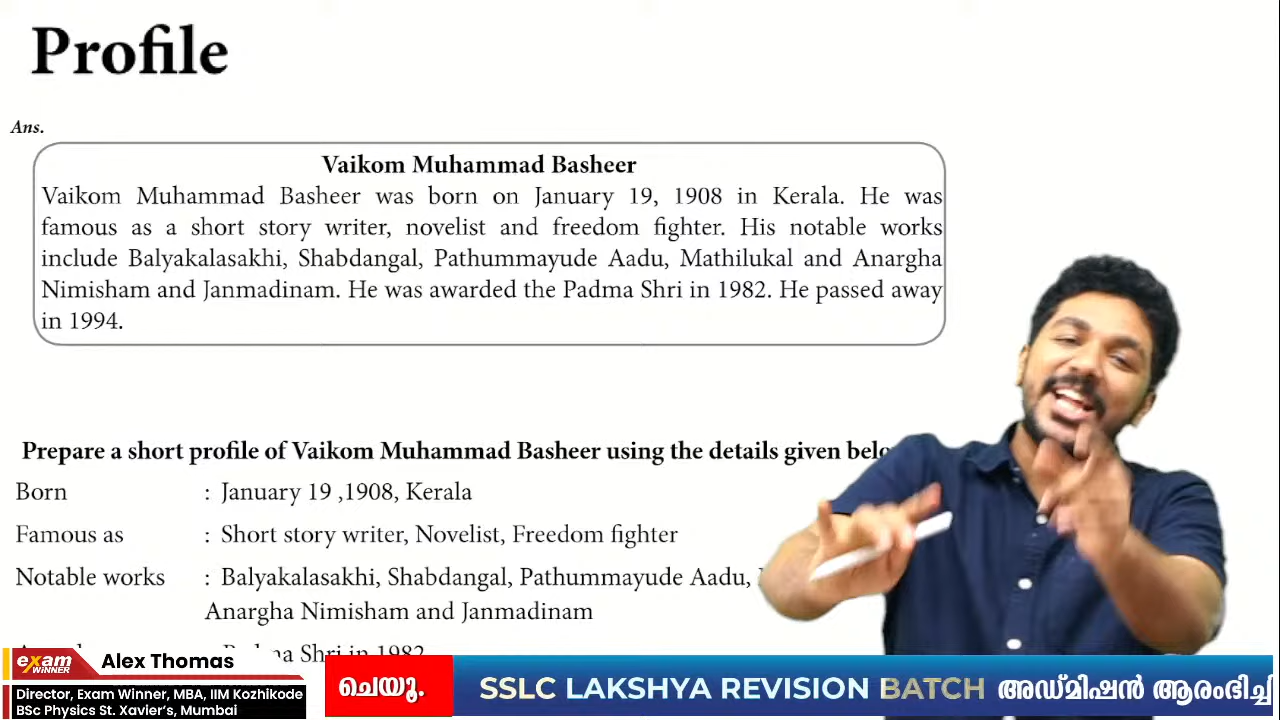 Profile
Ans.
Vaikom Muhammad Basheer
Vaikom Muhammad Basheer was born on January 19, 1908 in Kerala. He was
famous as a short story writer, novelist and freedom fighter. His notable works
include Balyakalasakhi, Shabdangal, Pathummayude Aadu, Mathilukal and Anargha
Nimisham and Janmadinam. He was awarded the Padma Shri in 1982. He passed away
in 1994.
Prepare a short profile of Vaikom Muhammad Basheer using the details given
Born : January 19 ,1908, Kerala
Famous as : Short story writer, Novelist, Freedom fighter
Notable works : Balyakalasakhi, Shabdangal, Pathummayude Aadu,
Anargha Nimisham and Janmadinam
Shri in 1982
exam
WINNER
Alex Thomas
Director, Exam Winner, MBA, IIM Kozhikode
BSc Physics St. Xavier's, Mumbai
ചെയൂ. SSLC LAKSHYA REVISION BATCH അഡ്മിഷൻ